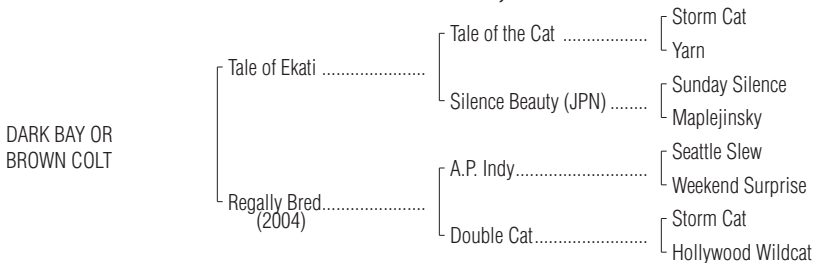 Storm Cat
Tale of the Cat ...................
Yarn
Tale of Ekati .......................
Sunday Silence
Silence Beauty (JPN) ........
Maplejinsky
DARK BAY OR
BROWN COLT
Seattle Slew
A.P. Indy.............................
Weekend Surprise
Regally Bred.......................
(2004)
Storm Cat
Double Cat.........................
Hollywood Wildcat